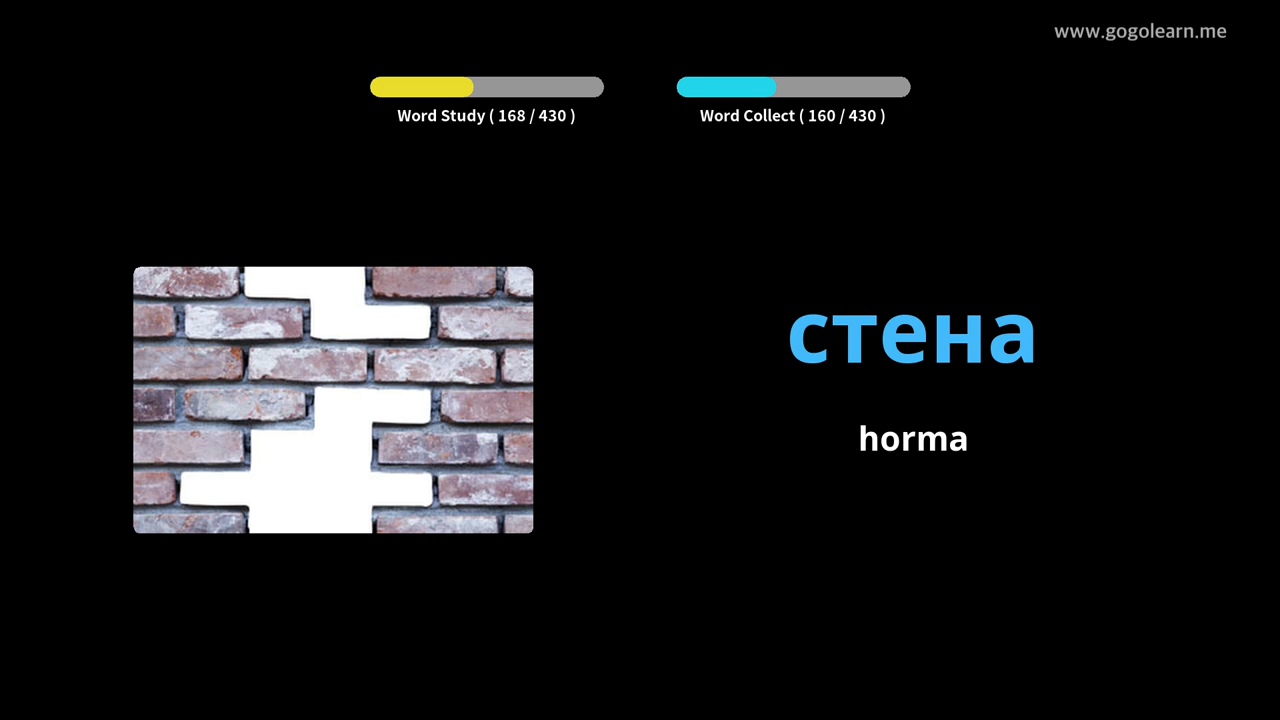 www.gogolearn.me
Word Study ( 168 / 430 )
Word Collect ( 160 / 430 )
стена
horma